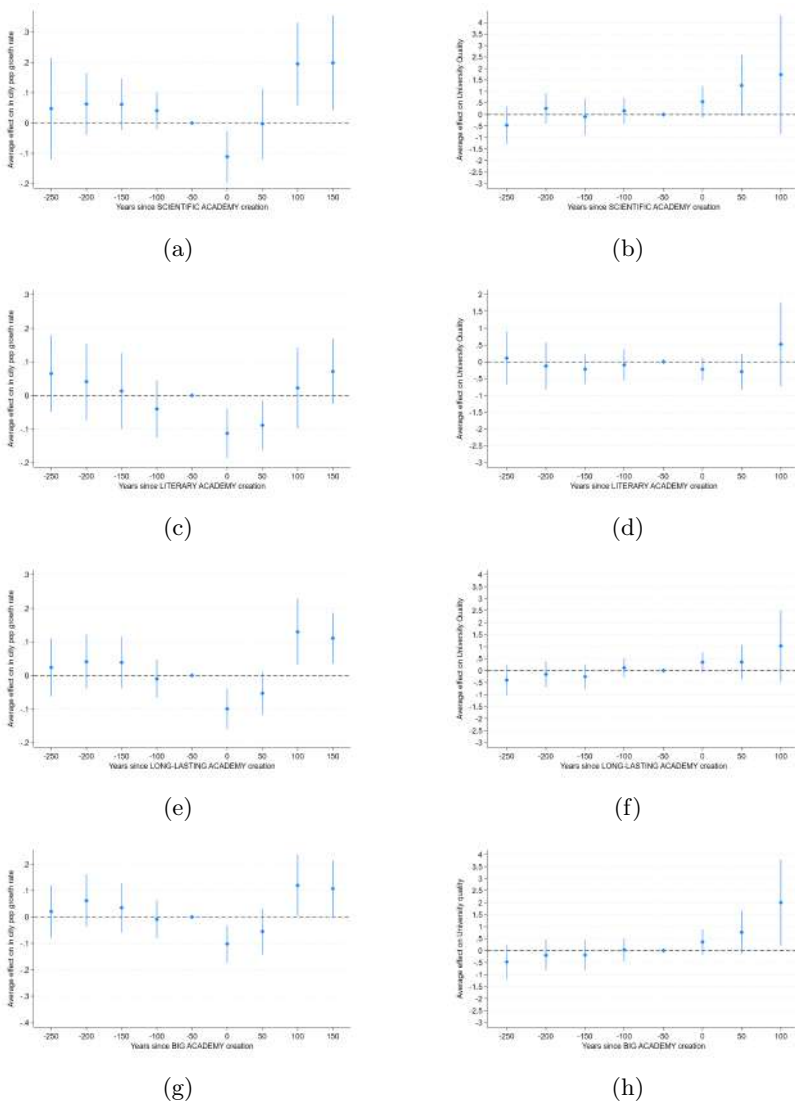 Average effect on ln city pop growth rate
.3
.2
.1
0
-.1
-.2
-250 -200 -150 -100 -50 0 50 100 150
Years since SCIENTIFIC ACADEMY creation
(a)
Average effect on University Quality
4
3.5
3
2.5
2
1.5
1
.5
0
-.5
-1
-1.5
-2
-2.5
-3
-250 -200 -150 -100 -50 0 50 100
Years since SCIENTIFIC ACADEMY creation
(b)
Average effect on ln city pop growth rate
.3
.2
.1
0
-.1
-.2
-250 -200 -150 -100 -50 0 50 100 150
Years since LITERARY ACADEMY creation
(c)
Average effect on University Quality
2
1.5
1
.5
0
-.5
-1
-1.5
-2
-2.5
-3
-250 -200 -150 -100 -50 0 50 100
Years since LITERARY ACADEMY creation
(d)
Average effect on ln city pop growth rate
.3
.2
.1
0
-.1
-.2
-250 -200 -150 -100 -50 0 50 100 150
Years since LONG-LASTING ACADEMY creation
(e)
Average effect on University Quality
4
3.5
3
2.5
2
1.5
1
.5
0
-.5
-1
-1.5
-2
-2.5
-3
-250 -200 -150 -100 -50 0 50 100
Years since LONG-LASTING ACADEMY creation
(f)
Average effect on ln city pop growth rate
.2
.1
0
-.1
-.2
-.3
-.4
-250 -200 -150 -100 -50 0 50 100 150
Years since BIG ACADEMY creation
(g)
Average effect on University quality
4
3.5
3
2.5
2
1.5
1
.5
0
-.5
-1
-1.5
-2
-2.5
-3
-250 -200 -150 -100 -50 0 50 100
Years since BIG ACADEMY creation
(h)